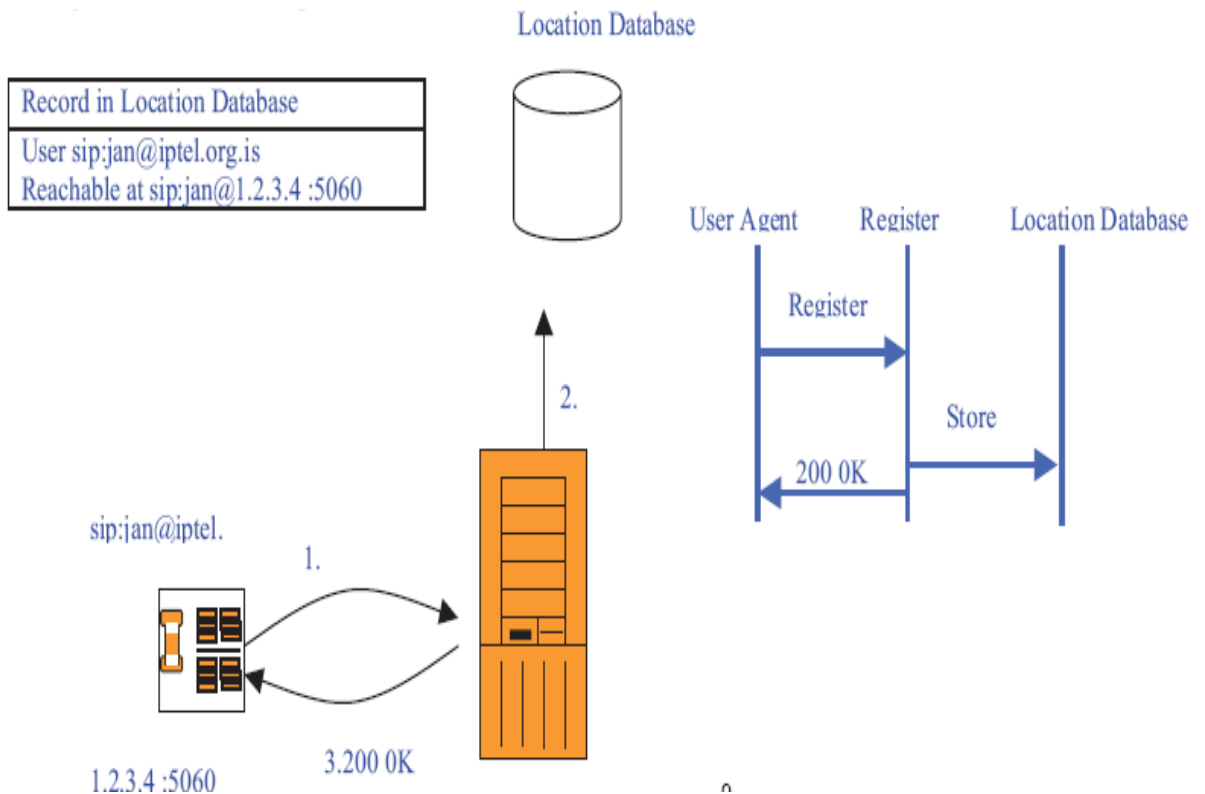 Location Database
Record in Location Database
User sip:jan@iptel.org.is
Reachable at sip:jan@1.2.3.4 :5060
User Agent
Register
Location Database
Register
2.
Store
200 0K
sip:jan@iptel.
1.
3.200 0K
1.2.3.4 :5060